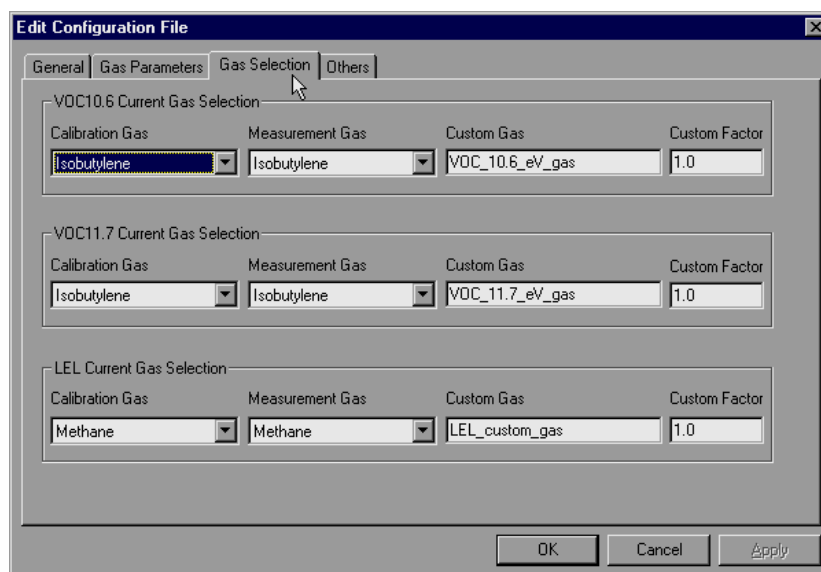 Edit Configuration File
General Gas Parameters Gas Selection Others
VOC10.6 Current Gas Selection
Calibration Gas Measurement Gas Custom Gas Custom Factor
Isobutylene Isobutylene VOC_10.6_eV_gas 1.0
VOC11.7 Current Gas Selection
Calibration Gas Measurement Gas Custom Gas Custom Factor
Isobutylene Isobutylene VOC_11.7_eV_gas 1.0
LEL Current Gas Selection
Calibration Gas Measurement Gas Custom Gas Custom Factor
Methane Methane LEL_custom_gas 1.0
OK Cancel Apply